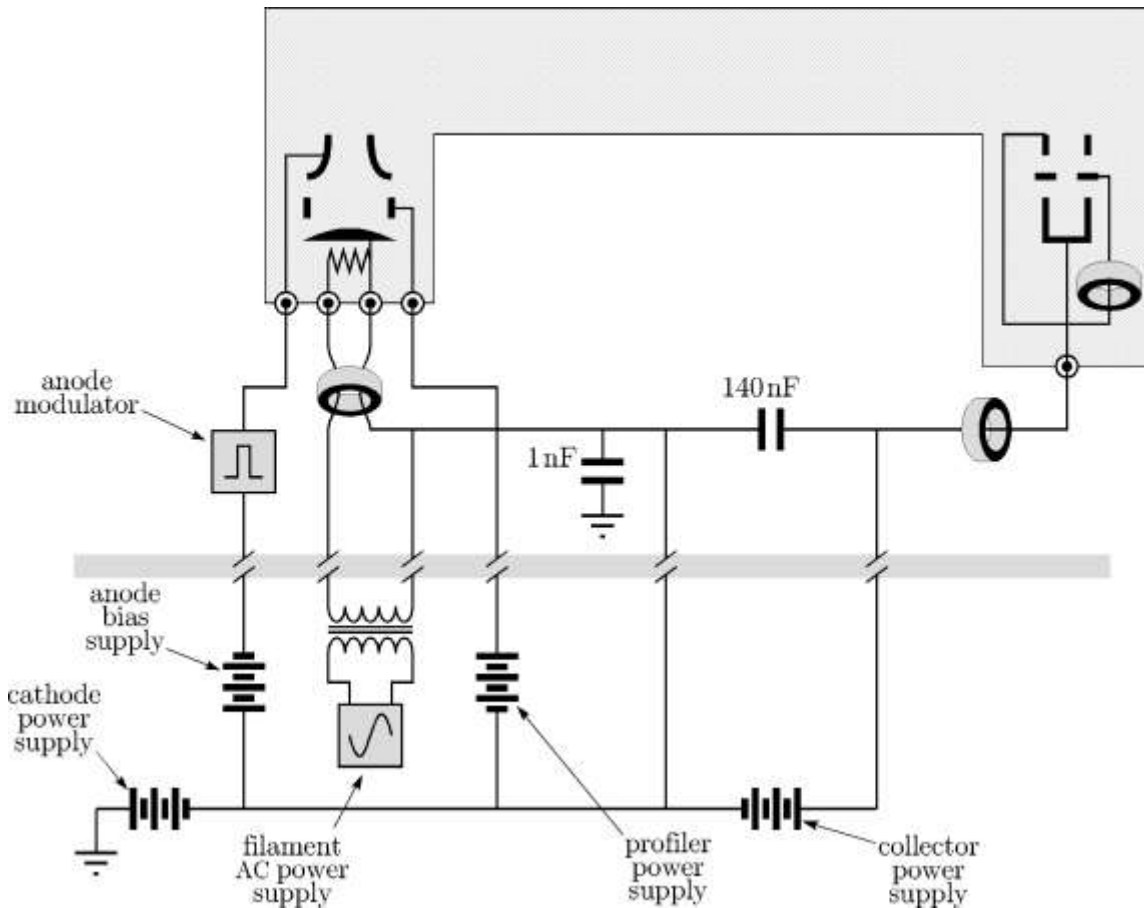 anode
modulator
140 nF
1 nF
anode
bias
supply
cathode
power
supply
filament
AC power
supply
profiler
power
supply
collector
power
supply